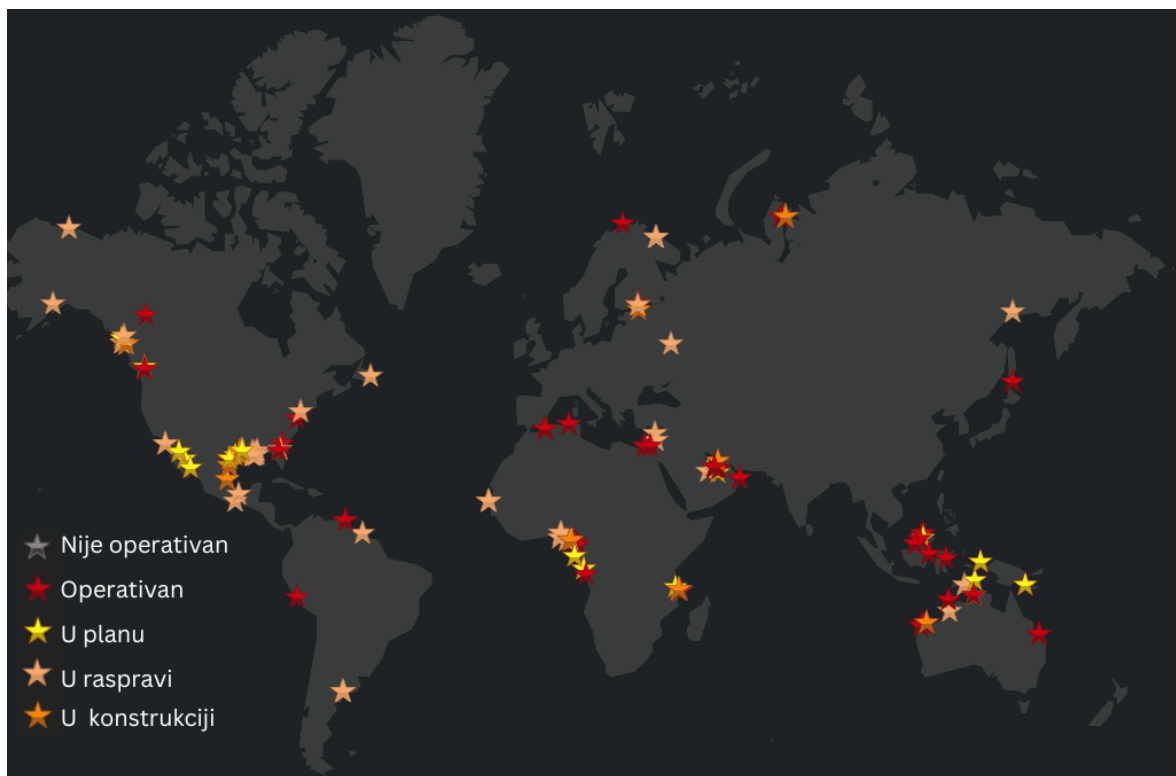 Nije operativan
Operativan
U planu
U raspravi
U konstrukciji